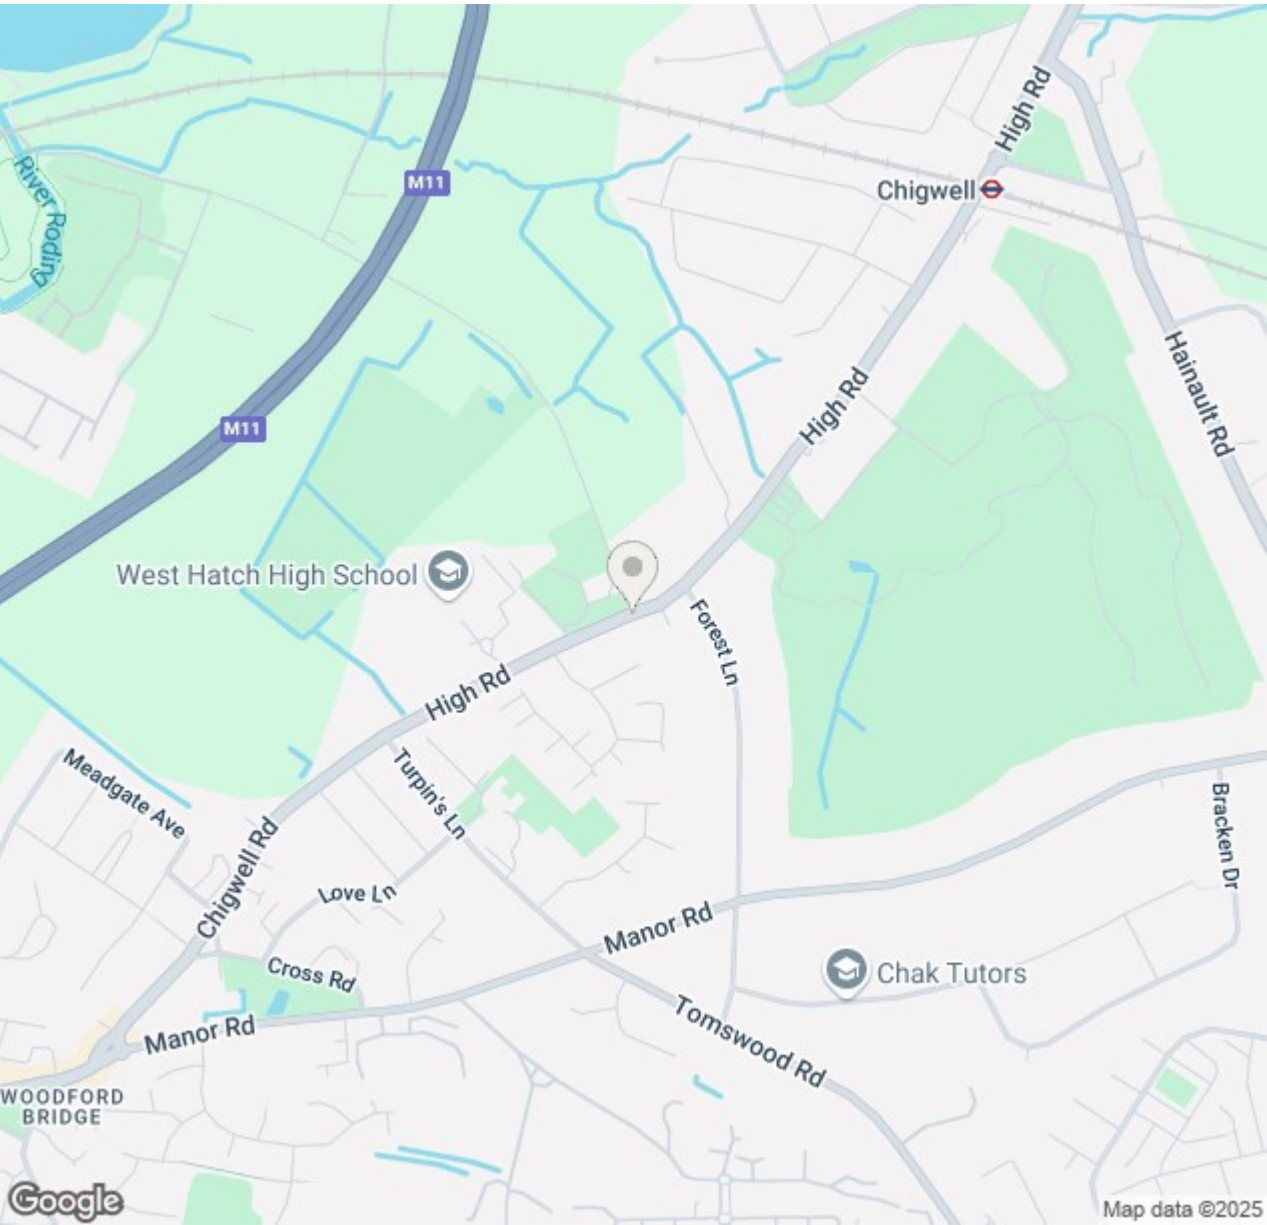 High Rd
River Roding
M11
Chigwell
High Rd
Hainault Rd
M11
West Hatch High School
Forest Ln
High Rd
Meadgate Ave
Turpin's Ln
Bracken Dr
Chigwell Rd
Love Ln
Manor Rd
Cross Rd
Chak Tutors
Manor Rd
Tomswood Rd
WOODFORD
BRIDGE
Google
Map data ©2025